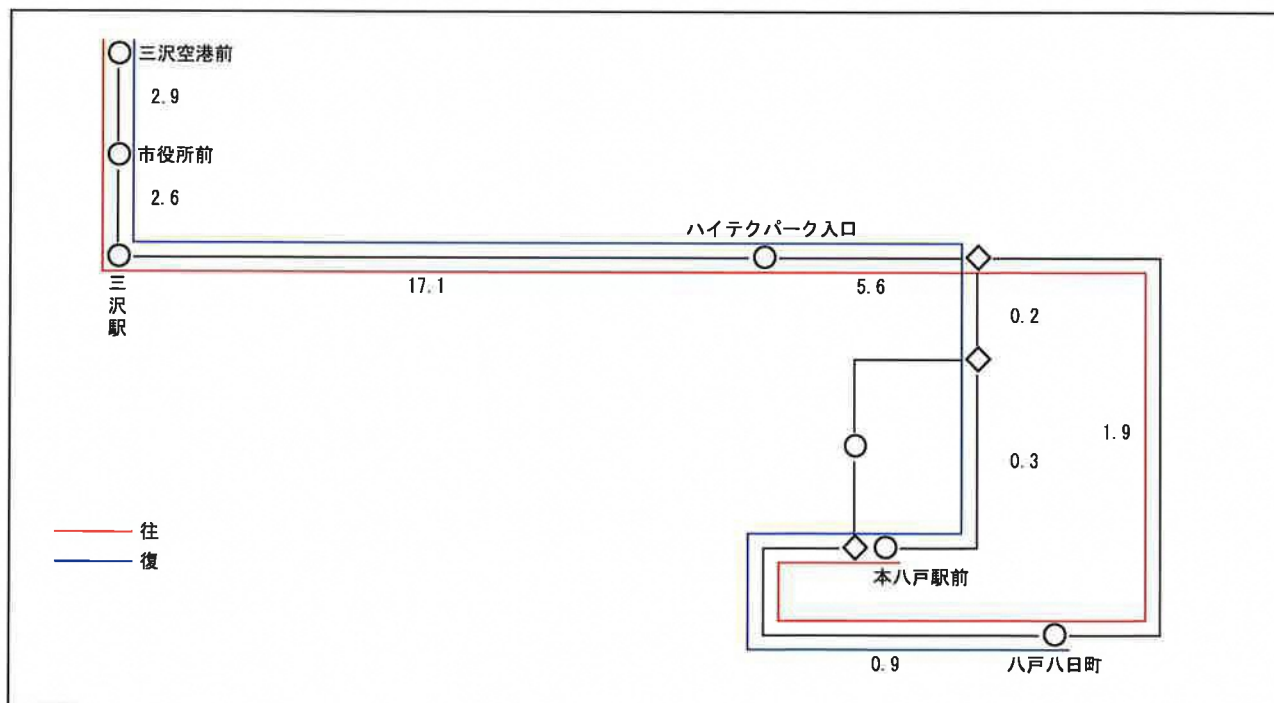 三沢空港前
2.9
市役所前
2.6
ハイテクパーク入口
三沢駅
17.1
5.6
0.2
1.9
0.3
往
復
本八戸駅前
0.9
八戸八日町